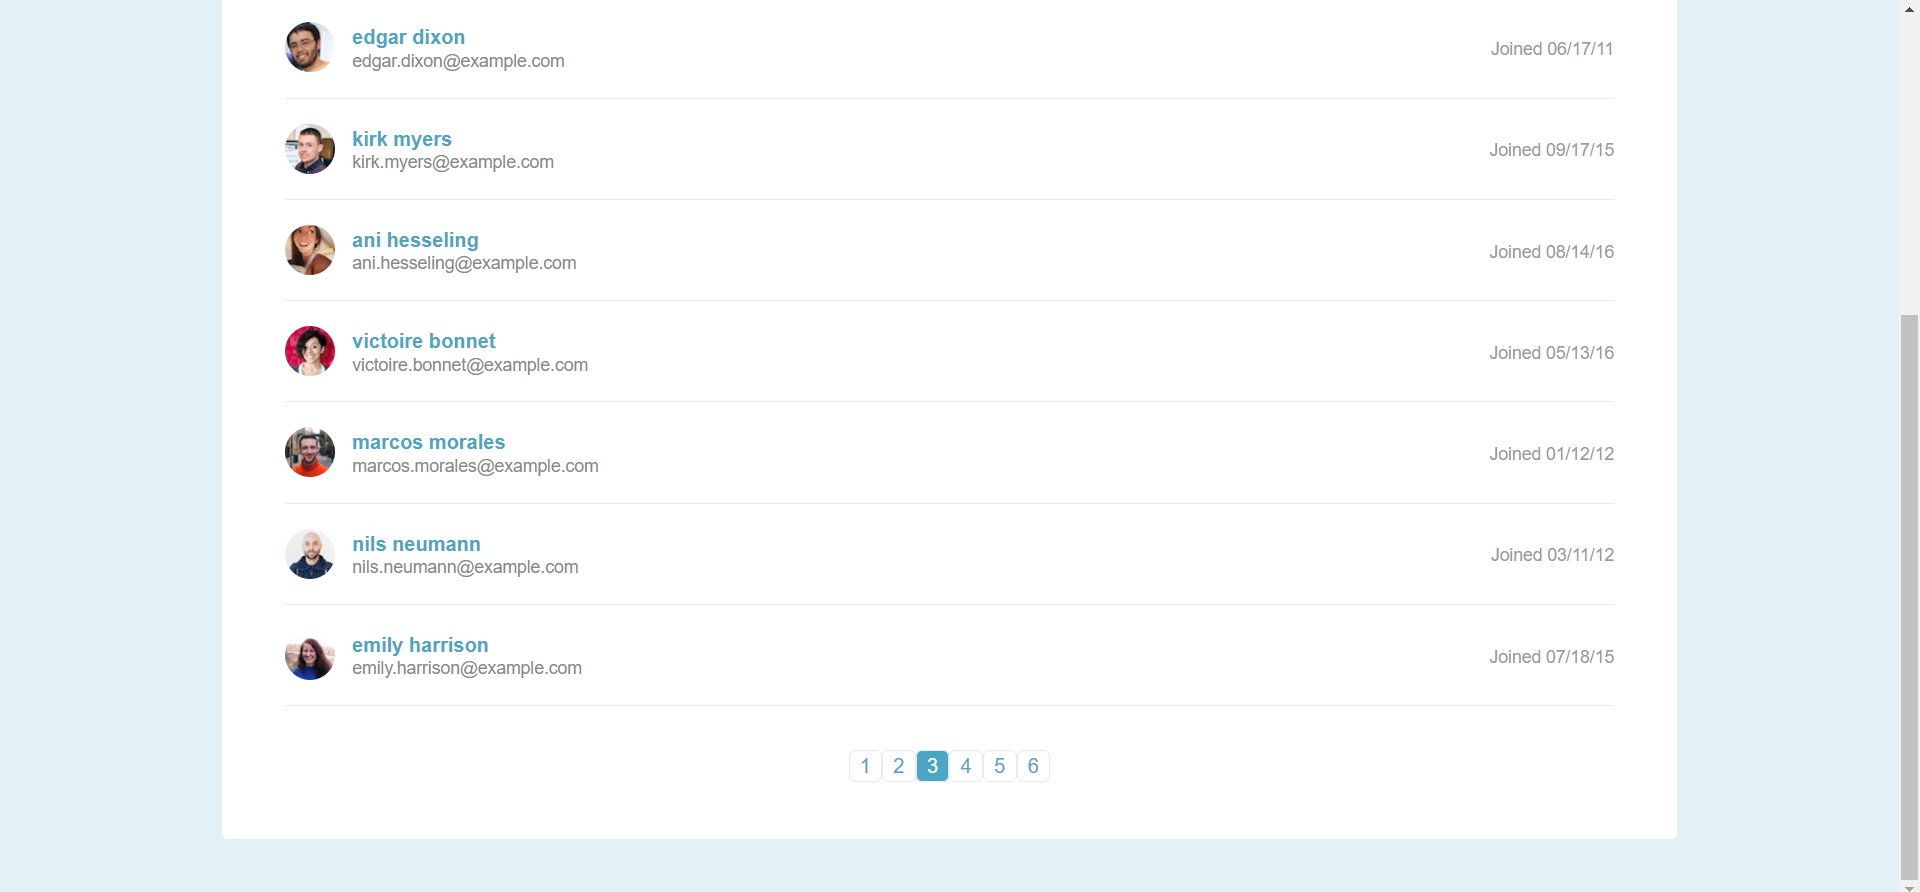 edgar dixon
edgar.dixon@example.com
Joined 06/17/11
kirk myers
kirk.myers@example.com
Joined 09/17/15
ani hesseling
ani.hesseling@example.com
Joined 08/14/16
victoire bonnet
victoire.bonnet@example.com
Joined 05/13/16
marcos morales
marcos.morales@example.com
Joined 01/12/12
nils neumann
nils.neumann@example.com
Joined 03/11/12
emily harrison
emily.harrison@example.com
Joined 07/18/15
1 2 3 4 5 6